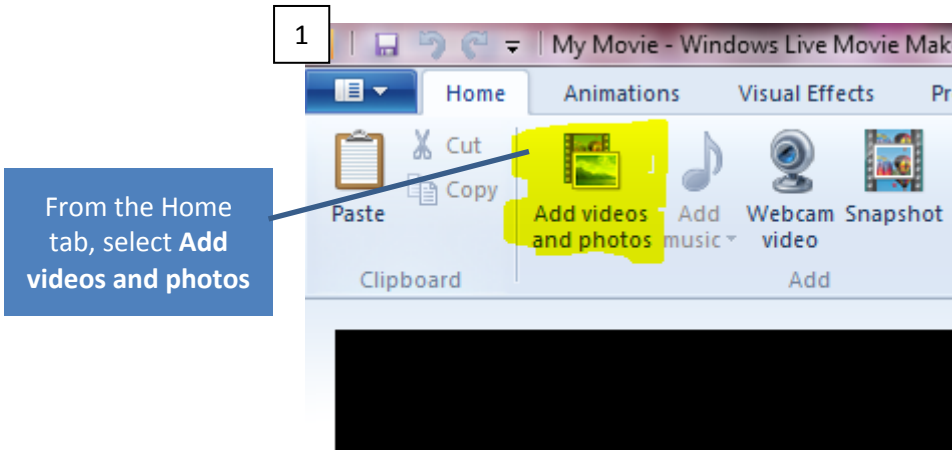 1
My Movie - Windows Live Movie Mak
Home Animations Visual Effects Pr
Cut
Copy
Paste
Add videos
and photos
Add
music
Webcam
video
Snapshot
Clipboard Add
From the Home
tab, select Add
videos and photos